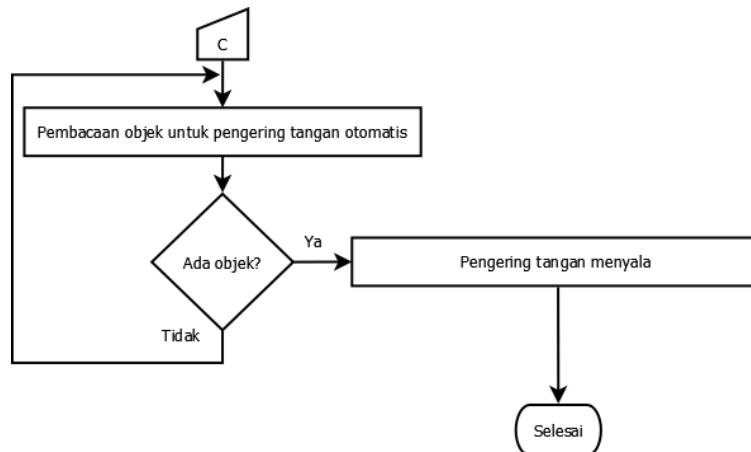 C
Pembacaan objek untuk pengering tangan otomatis
Ada objek?
Ya
Pengering tangan menyala
Tidak
Selesai